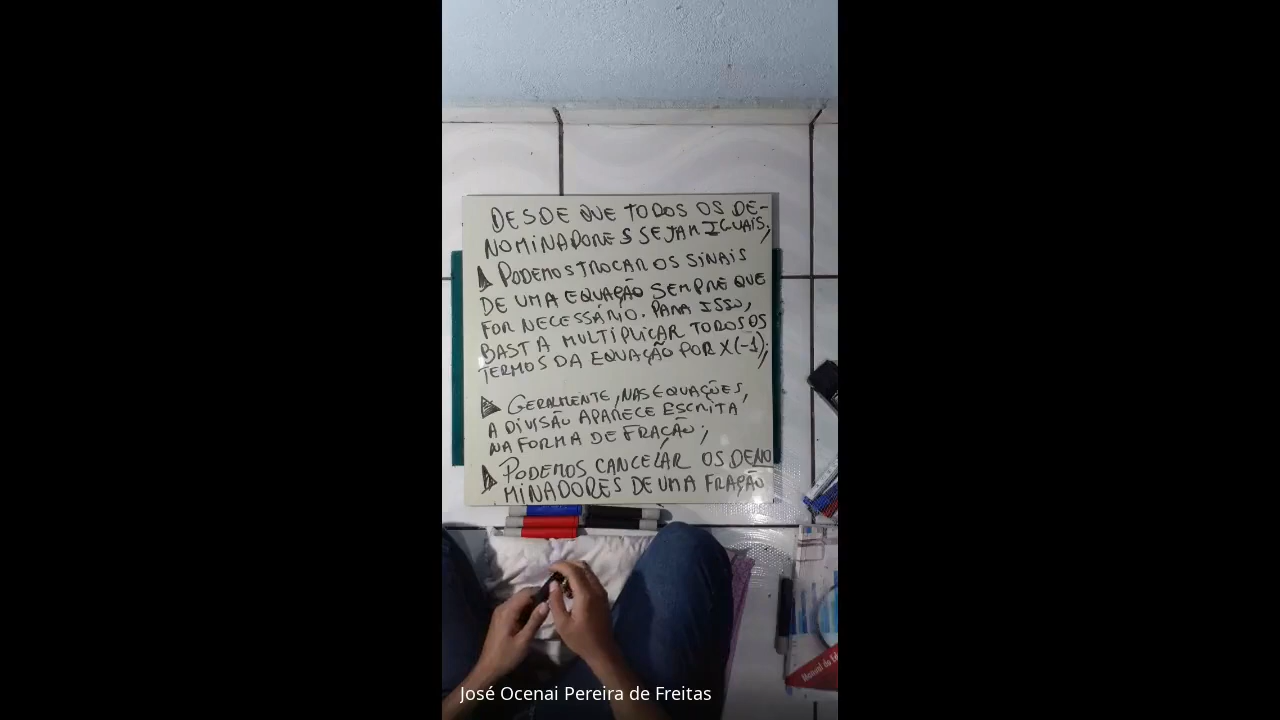 DESDE QUE TODOS OS DE-
NOMINADORES SEJAM IGUAIS;
PODEMOS TROCAR OS SINAIS
DE UMA EQUAÇÃO SEMPRE QUE
FOR NECESSÁRIO. PARA ISSO,
BASTA MULTIPLICAR TODOS OS
TERMOS DA EQUAÇÃO POR X(-1);
GERALMENTE, NAS EQUAÇÕES,
A DIVISÃO APARECE ESCRITA
NA FORMA DE FRAÇÃO;
PODEMOS CANCELAR OS DENO
MINADORES DE UMA FRAÇÃO
José Ocenai Pereira de Freitas